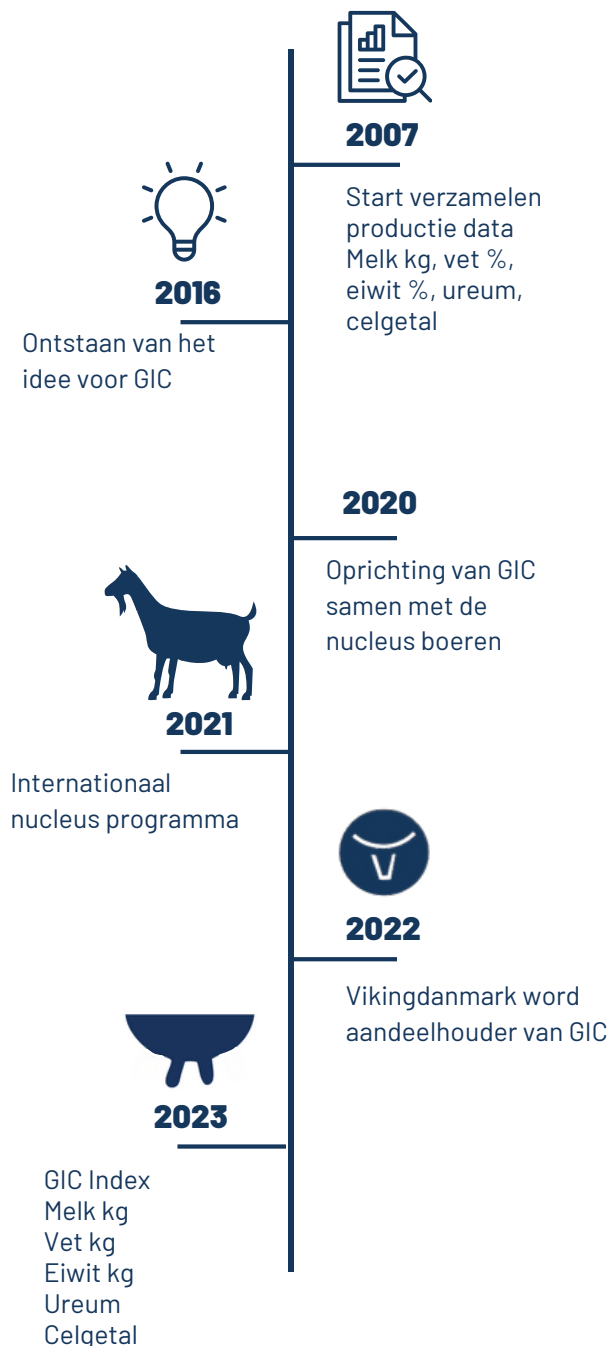 2007
Start verzamelen
productie data
Melk kg, vet %,
eiwit %, ureum,
celgetal
2016
Ontstaan van het
idee voor GIC
2020
Oprichting van GIC
samen met de
nucleus boeren
2021
Internationaal
nucleus programma
2022
Vikingdanmark word
aandeelhouder van GIC
2023
GIC Index
Melk kg
Vet kg
Eiwit kg
Ureum
Celgetal